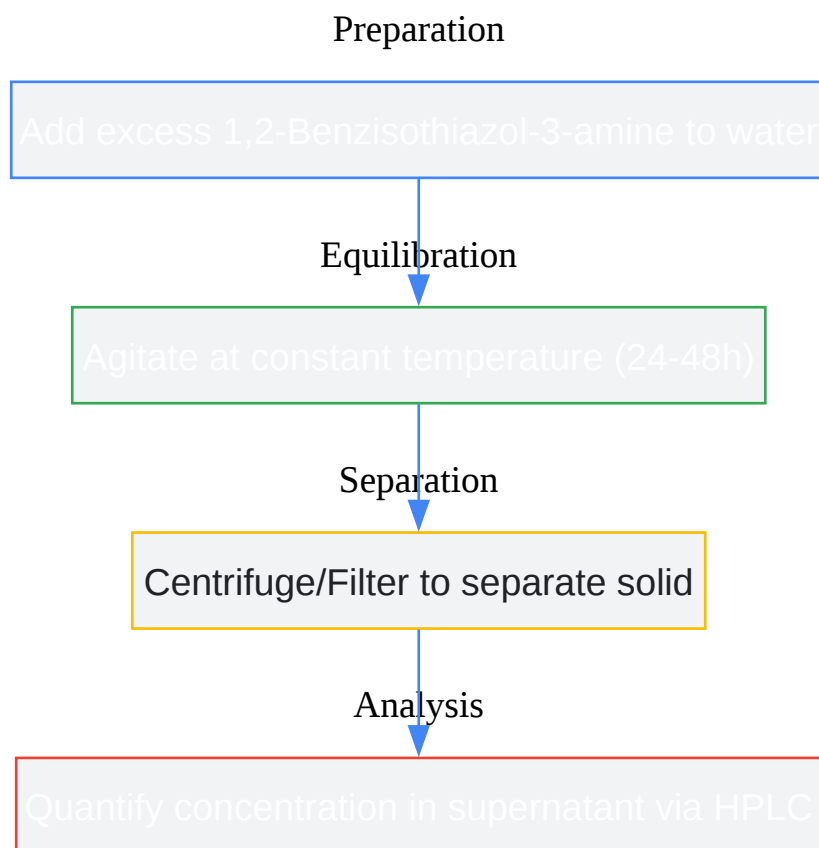 Preparation
Add excess 1,2-Benzisothiazol-3-amine to water
Equilibration
Agitate at constant temperature (24-48h)
Separation
Centrifuge/Filter to separate solid
Analysis
Quantify concentration in supernatant via HPLC